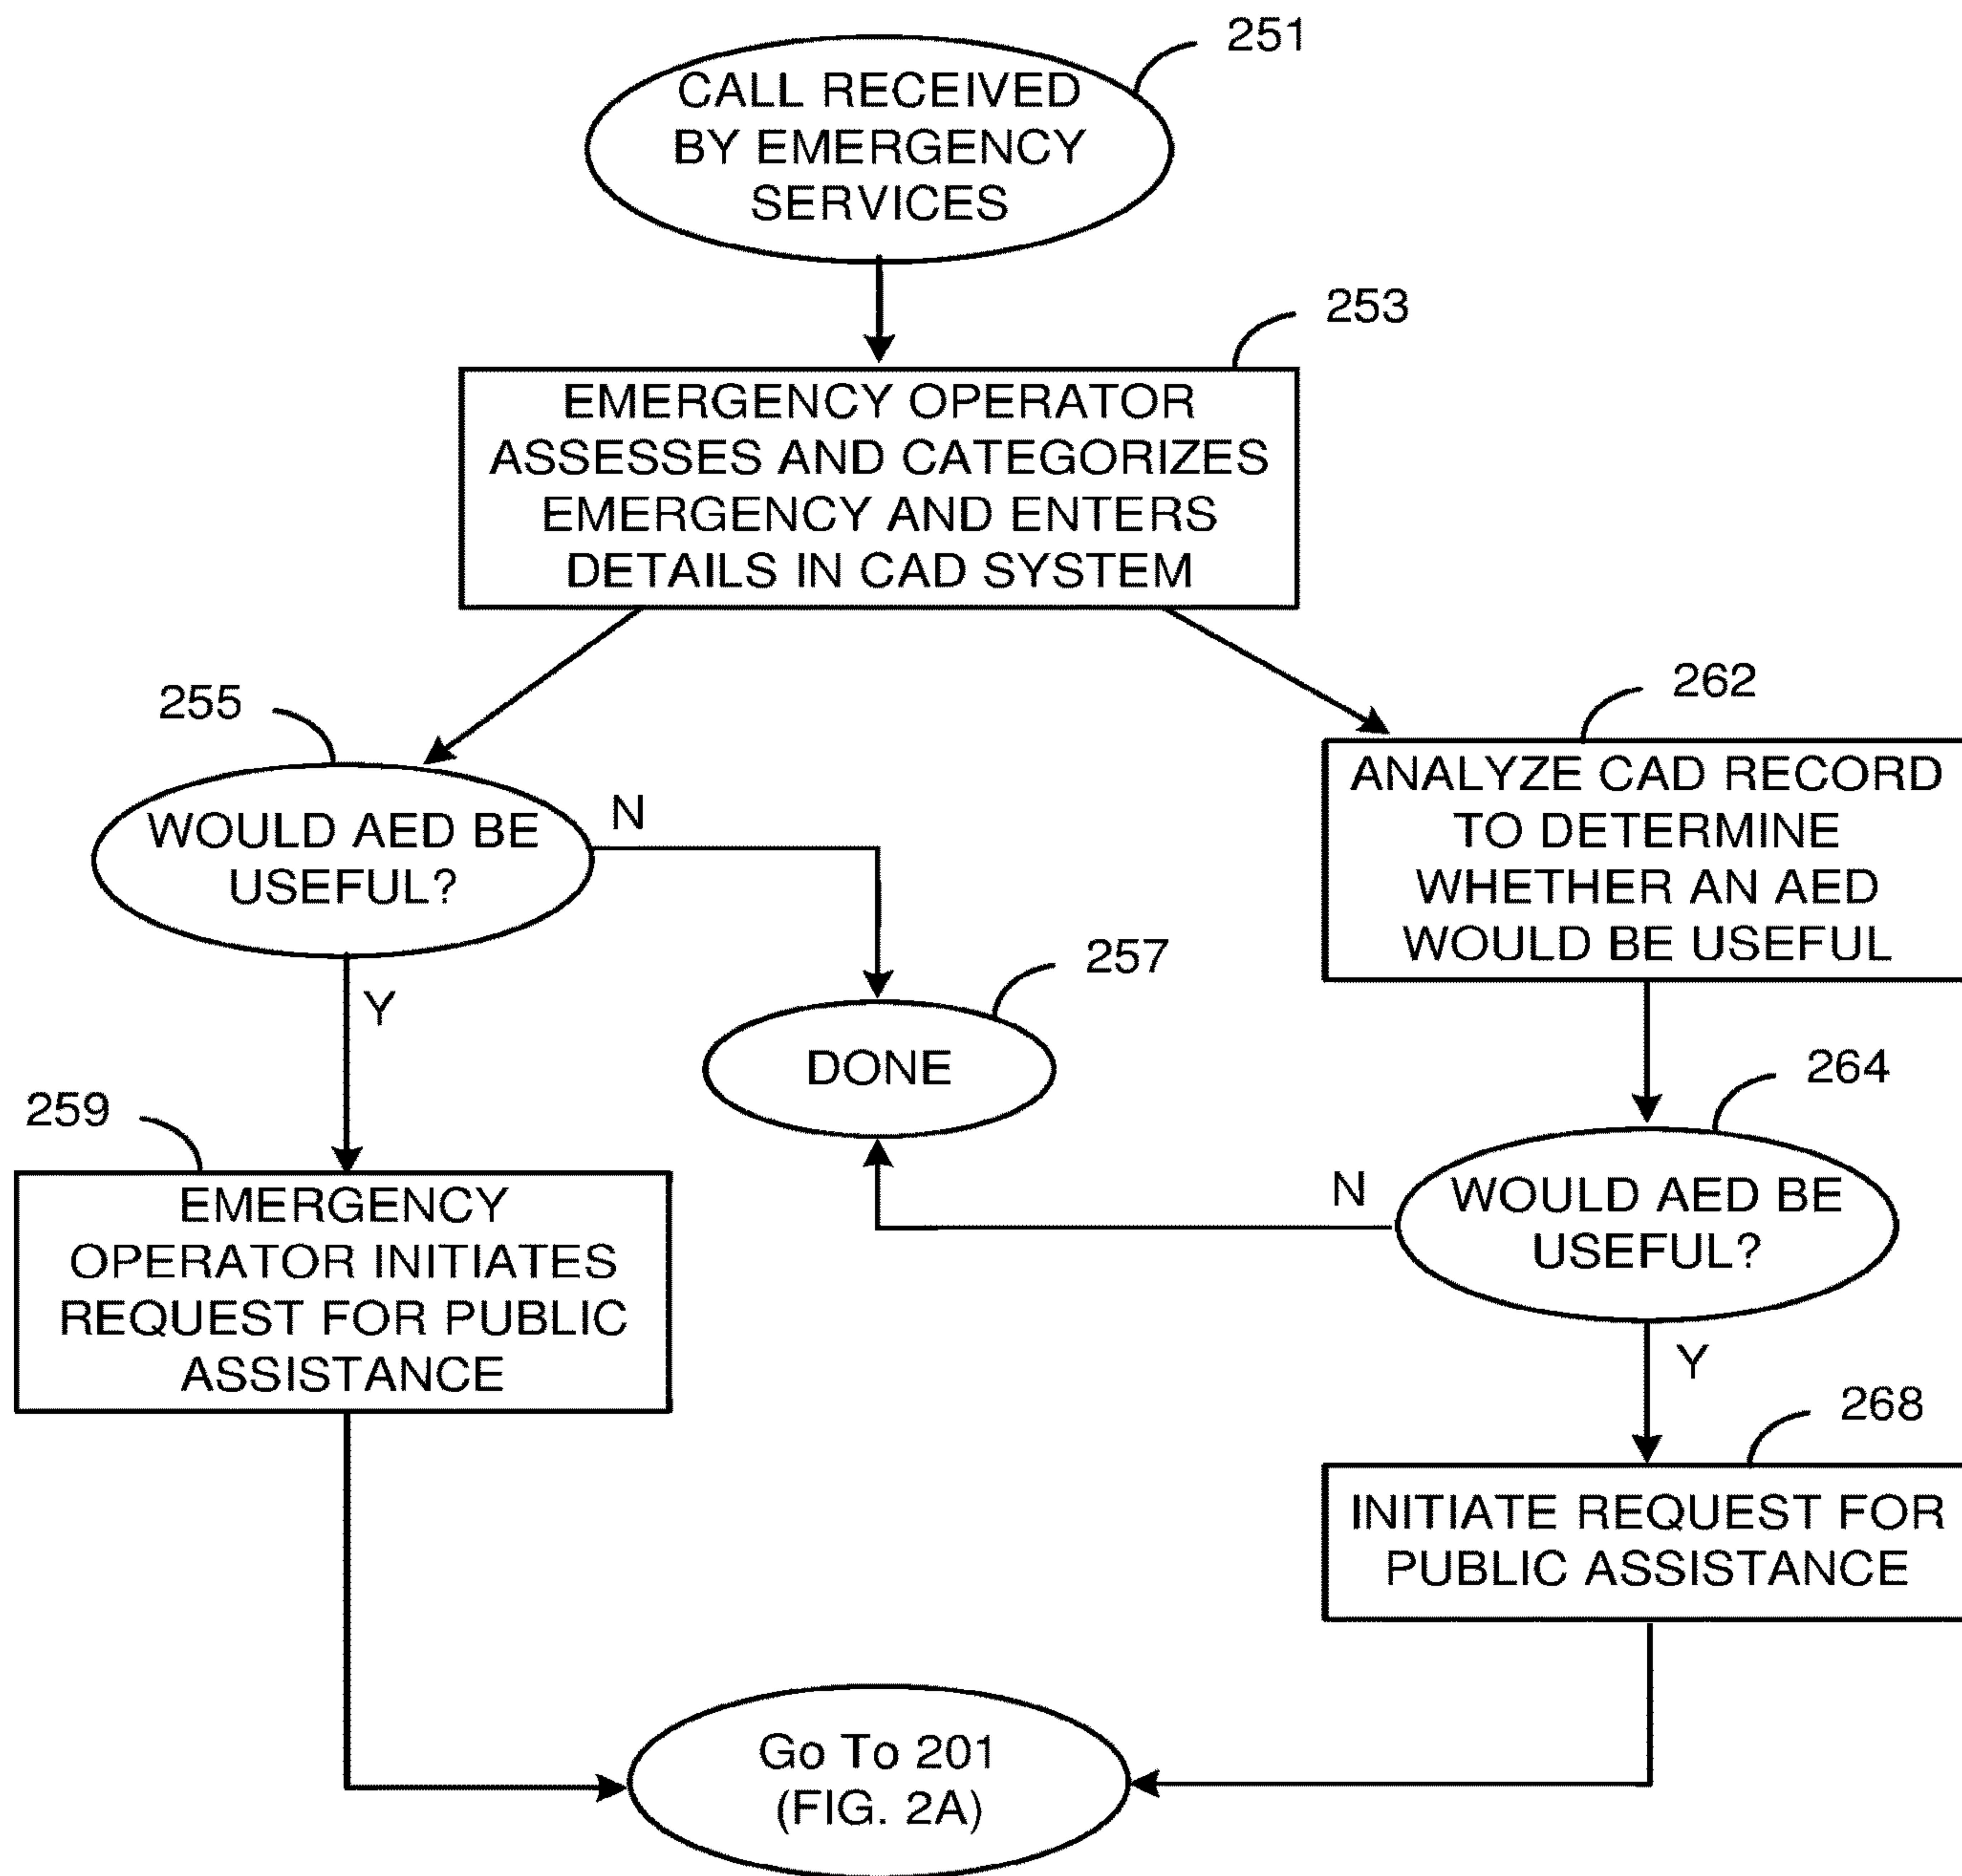 251
CALL RECEIVED
BY EMERGENCY
SERVICES
253
EMERGENCY OPERATOR
ASSESSES AND CATEGORIZES
EMERGENCY AND ENTERS
DETAILS IN CAD SYSTEM
255
WOULD AED BE
USEFUL?
N
Y
257
DONE
259
EMERGENCY
OPERATOR INITIATES
REQUEST FOR PUBLIC
ASSISTANCE
262
ANALYZE CAD RECORD
TO DETERMINE
WHETHER AN AED
WOULD BE USEFUL
264
WOULD AED BE
USEFUL?
N
Y
268
INITIATE REQUEST FOR
PUBLIC ASSISTANCE
Go To 201
(FIG. 2A)